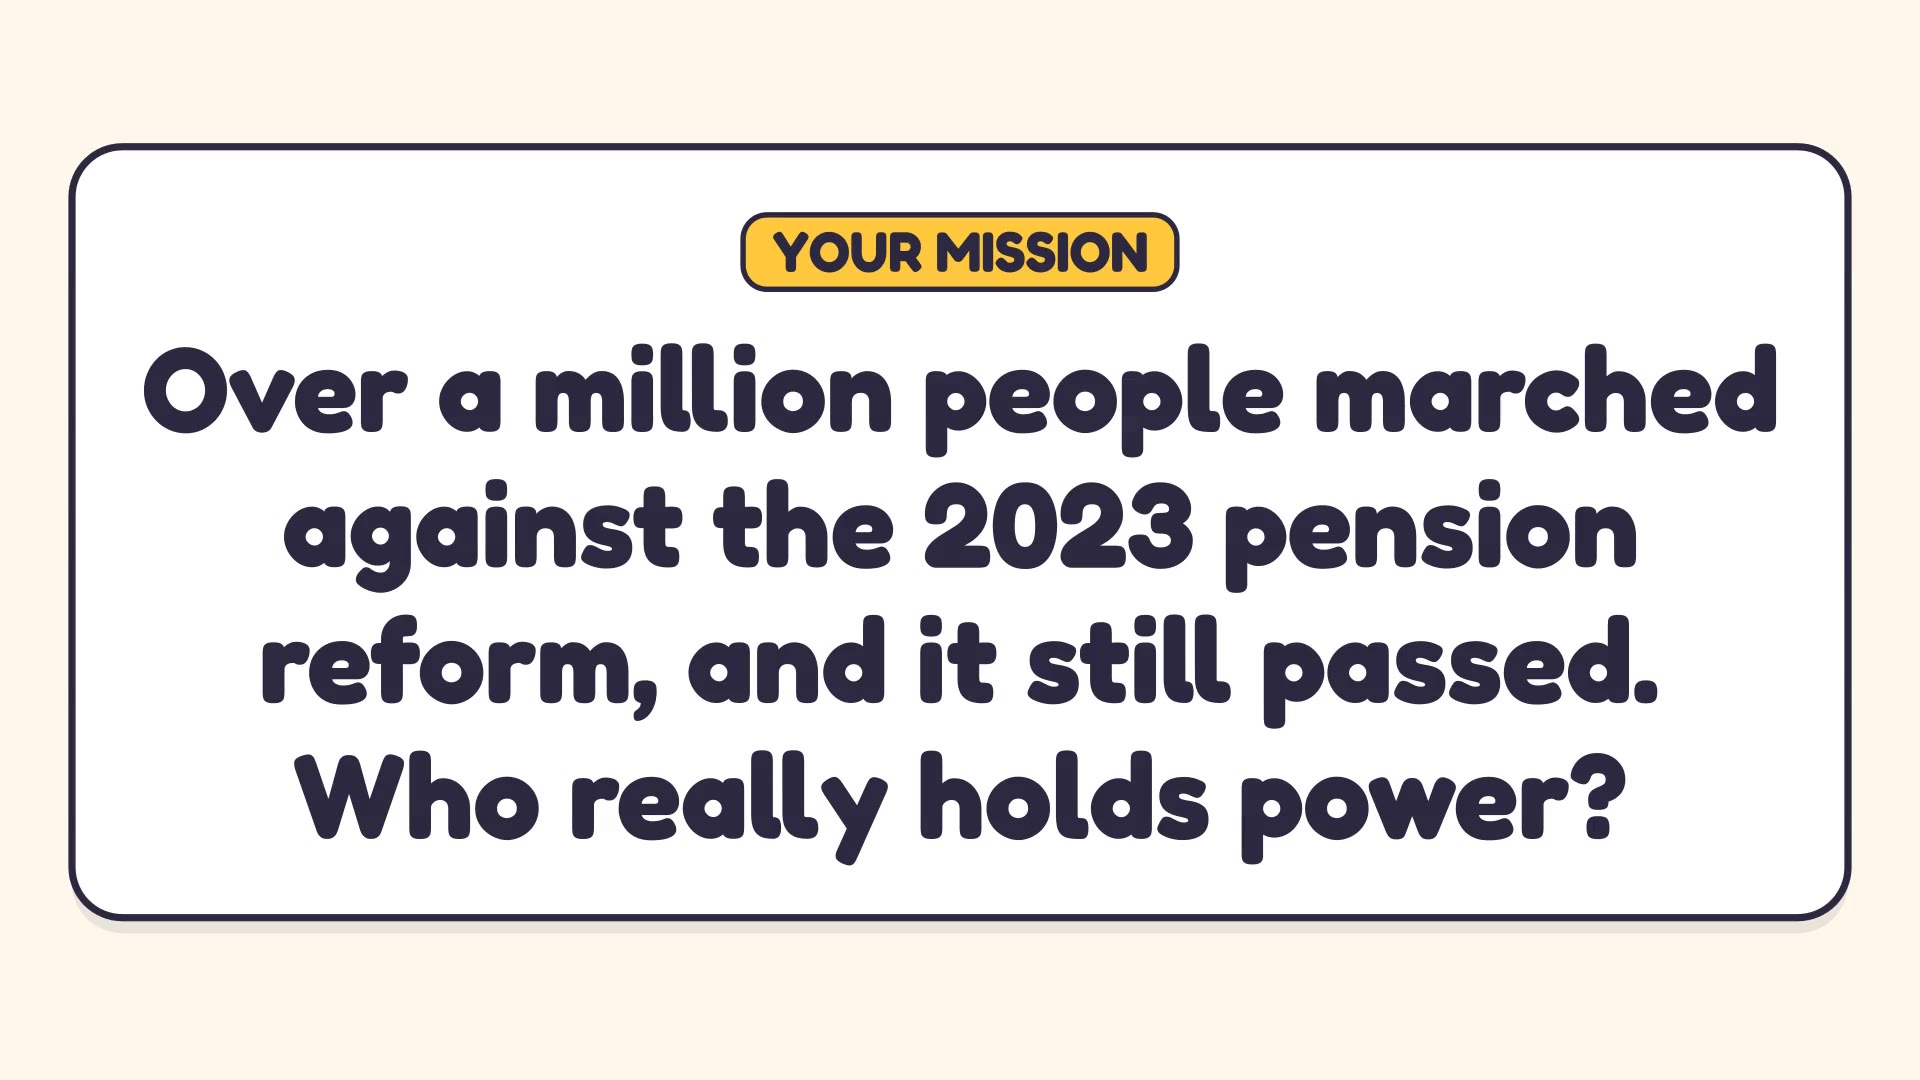 YOUR MISSION
Over a million people marched
against the 2023 pension
reform, and it still passed.
Who really holds power?